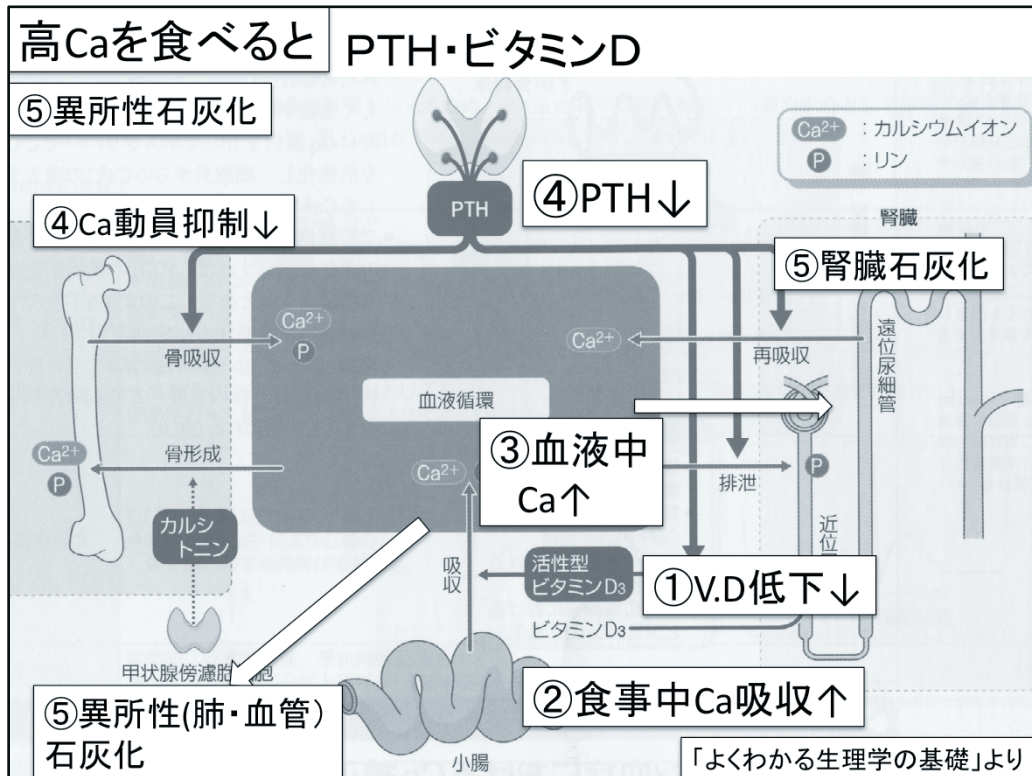 高Caを食べると
PTH・ビタミンD
⑤異所性石灰化
Ca²⁺ :カルシウムイオン
P :リン
PTH
④PTH↓
④Ca動員抑制↓
腎臓
⑤腎臓石灰化
Ca²⁺
P
骨吸収
Ca²⁺
再吸収
遠位尿細管
血液循環
Ca²⁺
P
骨形成
Ca²⁺
③血液中
Ca↑
排泄
P
カルシ
トニン
吸収
活性型
ビタミンD₃
近位
①V.D低下↓
ビタミンD₃
甲状腺傍濾胞
胞
②食事中Ca吸収↑
⑤異所性(肺・血管)
石灰化
小腸
「よくわかる生理学の基礎」より